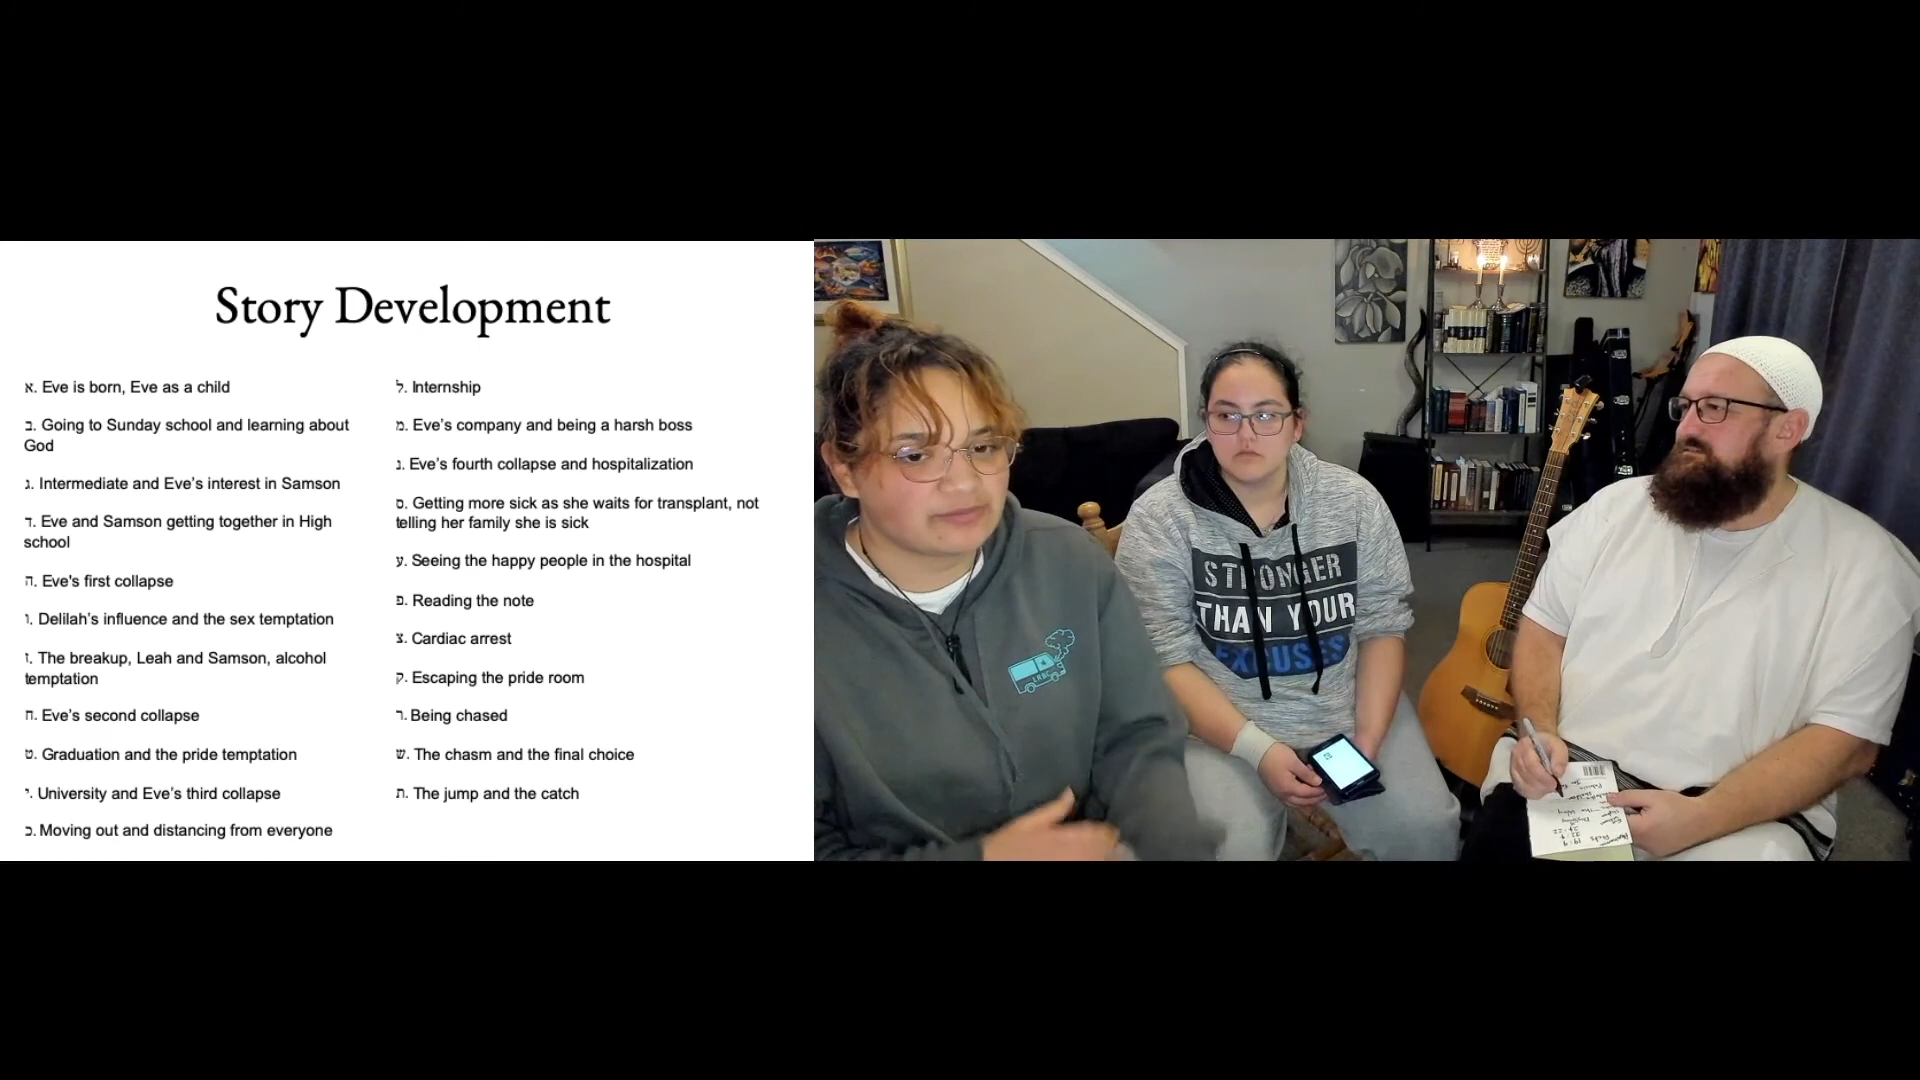 Story Development
א. Eve is born, Eve as a child
ב. Going to Sunday school and learning about
God
ג. Intermediate and Eve's interest in Samson
ד. Eve and Samson getting together in High
school
ה. Eve's first collapse
ו. Delilah's influence and the sex temptation
ז. The breakup, Leah and Samson, alcohol
temptation
ח. Eve's second collapse
ט. Graduation and the pride temptation
י. University and Eve's third collapse
כ. Moving out and distancing from everyone
ל. Internship
מ. Eve's company and being a harsh boss
נ. Eve's fourth collapse and hospitalization
ס. Getting more sick as she waits for transplant, not
telling her family she is sick
ע. Seeing the happy people in the hospital
פ. Reading the note
צ. Cardiac arrest
ק. Escaping the pride room
ר. Being chased
ש. The chasm and the final choice
ת. The jump and the catch
STRONGER
THAN YOUR
EXCUSES